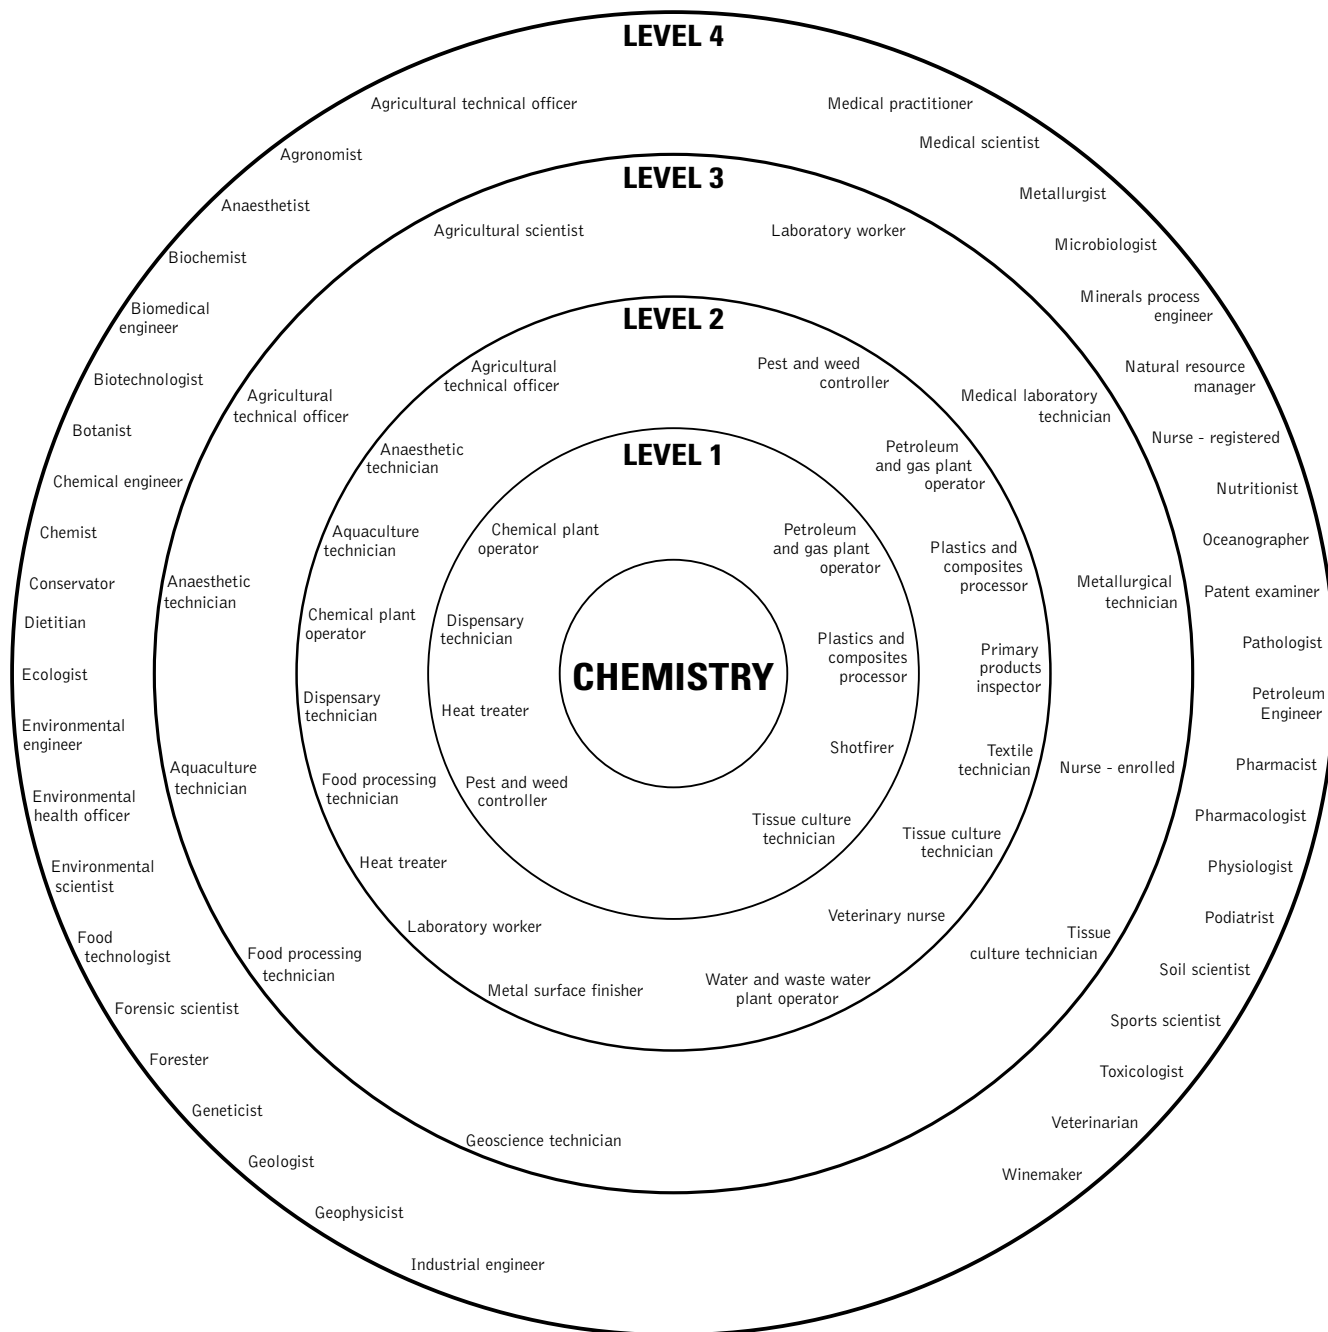 LEVEL 4
Agricultural technical officer
Agronomist
Anaesthetist
Biochemist
Biomedical
engineer
Biotechnologist
Botanist
Chemical engineer
Chemist
Conservator
Dietitian
Ecologist
Environmental
engineer
Environmental
health officer
Environmental
scientist
Food
technologist
Forensic scientist
Forester
Geneticist
Geologist
Geophysicist
Industrial engineer
Medical practitioner
Medical scientist
Metallurgist
Microbiologist
Minerals process
engineer
Natural resource
manager
Nurse - registered
Nutritionist
Oceanographer
Patent examiner
Pathologist
Petroleum
Engineer
Pharmacist
Pharmacologist
Physiologist
Podiatrist
Soil scientist
Sports scientist
Toxicologist
Veterinarian
Winemaker
LEVEL 3
Agricultural scientist
Agricultural
technical officer
Anaesthetic
technician
Aquaculture
technician
Food processing
technician
Geoscience technician
Laboratory worker
Medical laboratory
technician
Metallurgical
technician
Nurse - enrolled
Tissue
culture technician
LEVEL 2
Agricultural
technical officer
Anaesthetic
technician
Aquaculture
technician
Chemical plant
operator
Dispensary
technician
Food processing
technician
Heat treater
Laboratory worker
Metal surface finisher
Pest and weed
controller
Petroleum
and gas plant
operator
Plastics and
composites
processor
Primary
products
inspector
Textile
technician
Tissue culture
technician
Veterinary nurse
Water and waste water
plant operator
LEVEL 1
Chemical plant
operator
Dispensary
technician
Heat treater
Pest and weed
controller
Petroleum
and gas plant
operator
Plastics and
composites
processor
Shotfirer
Tissue culture
technician
CHEMISTRY